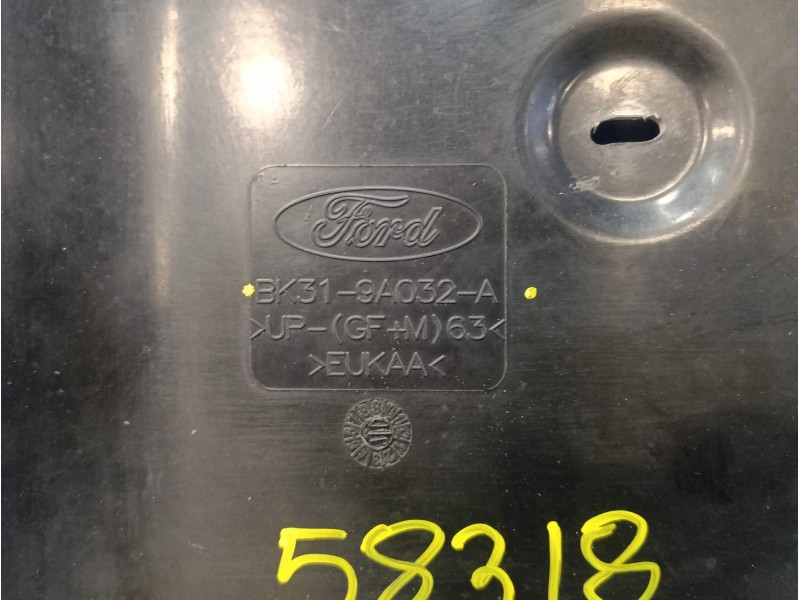 Ford
BK31-9A032-A
>UP-(GF+M)63<
>EUKAA<
58318